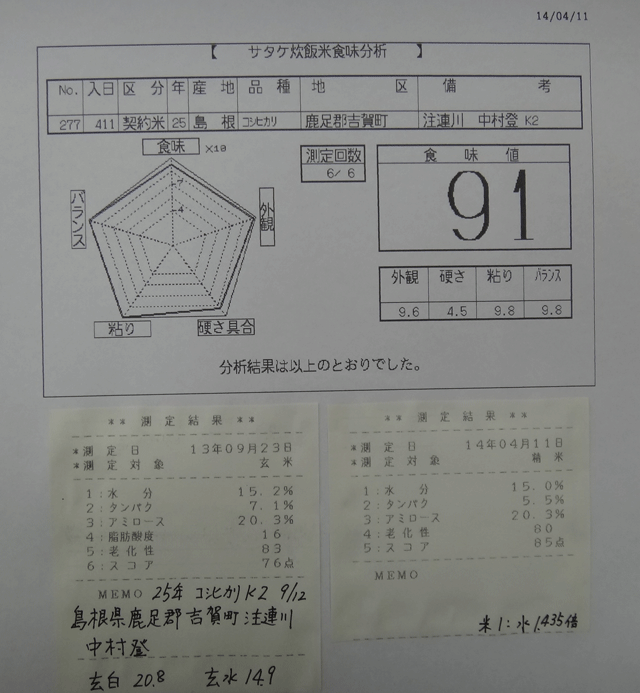 14/04/11
【 サタケ炊飯米食味分析 】
No. 入日 区分 年 産地 品種 地区 備考
277 411 契約米 25 島根 コシヒカリ 鹿足郡吉賀町 注連川 中村登 K2
食味 X10
7
4
バランス
外観
粘り
硬さ具合
測定回数
6/ 6
食味値
91
外観 硬さ 粘り バランス
9.6 4.5 9.8 9.8
分析結果は以上のとおりでした。
** 測定結果 **
*測定日 13年09月23日
*測定対象 玄米
1:水分 15.2%
2:タンパク 7.1%
3:アミロース 20.3%
4:脂肪酸度 16
5:老化性 83
6:スコア 76点
MEMO 25年 コシヒカリK2 9/12
島根県鹿足郡吉賀町注連川
中村登
玄白 20.8 玄水 14.9
** 測定結果 **
*測定日 14年04月11日
*測定対象 精米
1:水分 15.0%
2:タンパク 5.5%
3:アミロース 20.3%
4:老化性 80
5:スコア 85点
MEMO
米1:水1.435倍